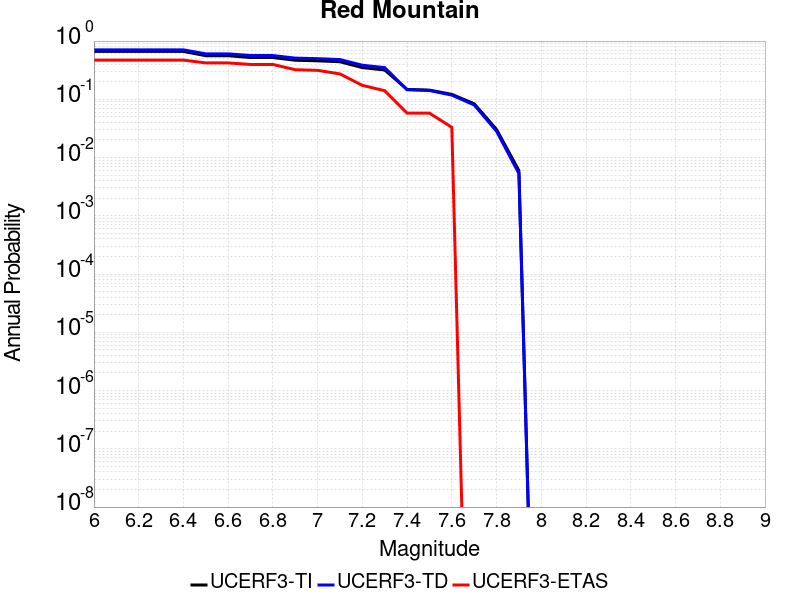 Red Mountain
10^0
10^-1
10^-2
10^-3
10^-4
10^-5
10^-6
10^-7
10^-8
Annual Probability
6 6.2 6.4 6.6 6.8 7 7.2 7.4 7.6 7.8 8 8.2 8.4 8.6 8.8 9
Magnitude
UCERF3-TI UCERF3-TD UCERF3-ETAS